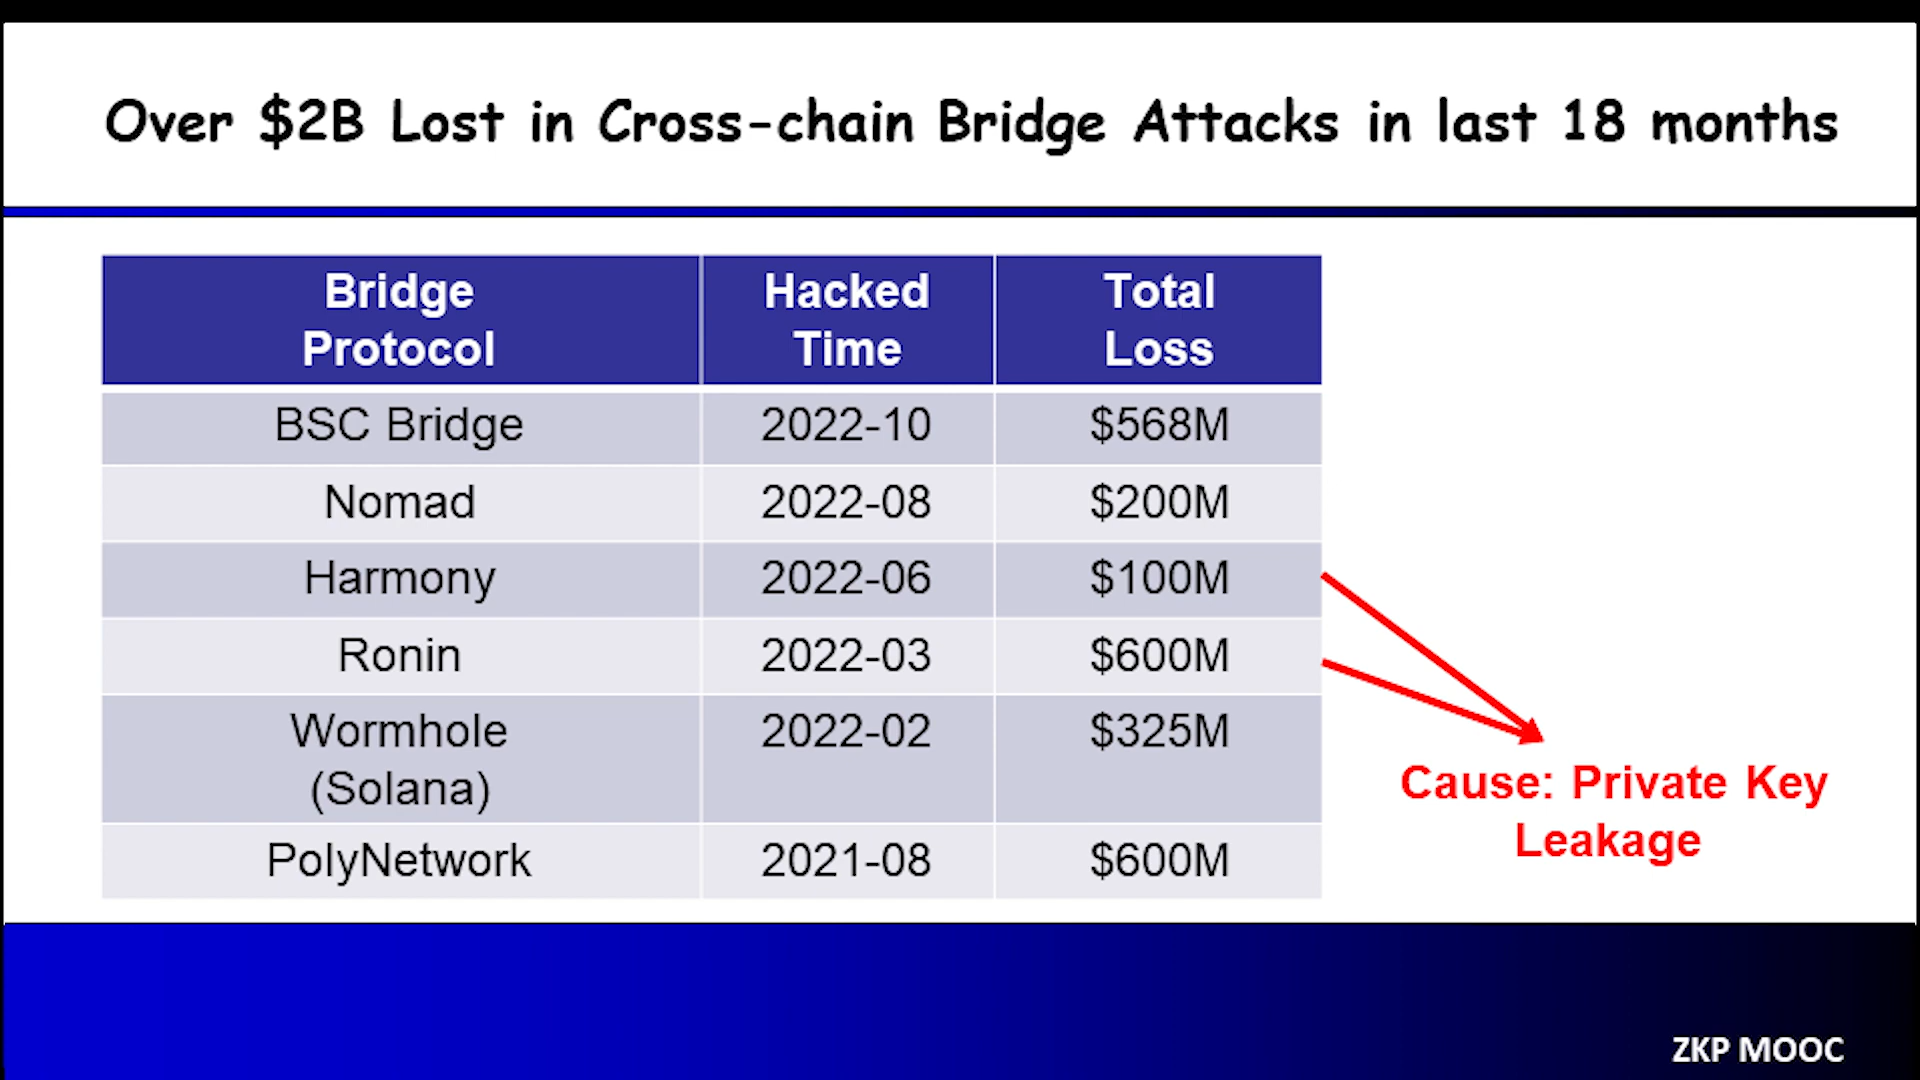 Over $2B Lost in Cross-chain Bridge Attacks in last 18 months
Bridge Protocol Hacked Time Total Loss
BSC Bridge 2022-10 $568M
Nomad 2022-08 $200M
Harmony 2022-06 $100M
Ronin 2022-03 $600M
Wormhole 2022-02 $325M
(Solana)
PolyNetwork 2021-08 $600M
Cause: Private Key
Leakage
ZKP MOOC